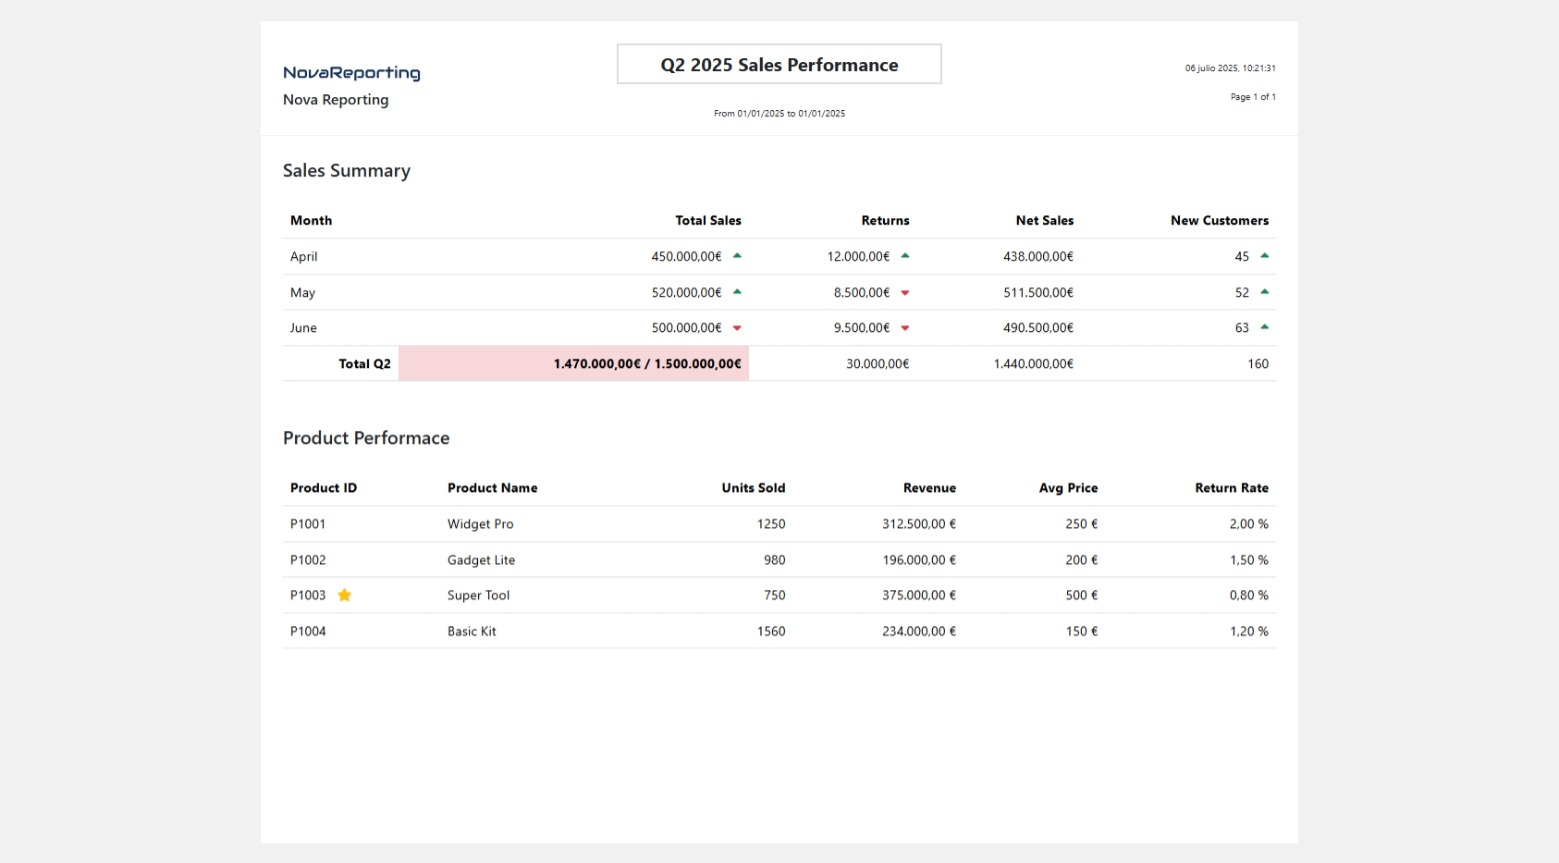 NovaReporting
Nova Reporting
Q2 2025 Sales Performance
From 01/01/2025 to 01/01/2025
06 julio 2025, 10:21:31
Page 1 of 1
Sales Summary
Month Total Sales Returns Net Sales New Customers
April 450.000,00€ 12.000,00€ 438.000,00€ 45
May 520.000,00€ 8.500,00€ 511.500,00€ 52
June 500.000,00€ 9.500,00€ 490.500,00€ 63
Total Q2 1.470.000,00€ / 1.500.000,00€ 30.000,00€ 1.440.000,00€ 160
Product Performace
Product ID Product Name Units Sold Revenue Avg Price Return Rate
P1001 Widget Pro 1250 312.500,00 € 250 € 2,00 %
P1002 Gadget Lite 980 196.000,00 € 200 € 1,50 %
P1003 Super Tool 750 375.000,00 € 500 € 0,80 %
P1004 Basic Kit 1560 234.000,00 € 150 € 1,20 %